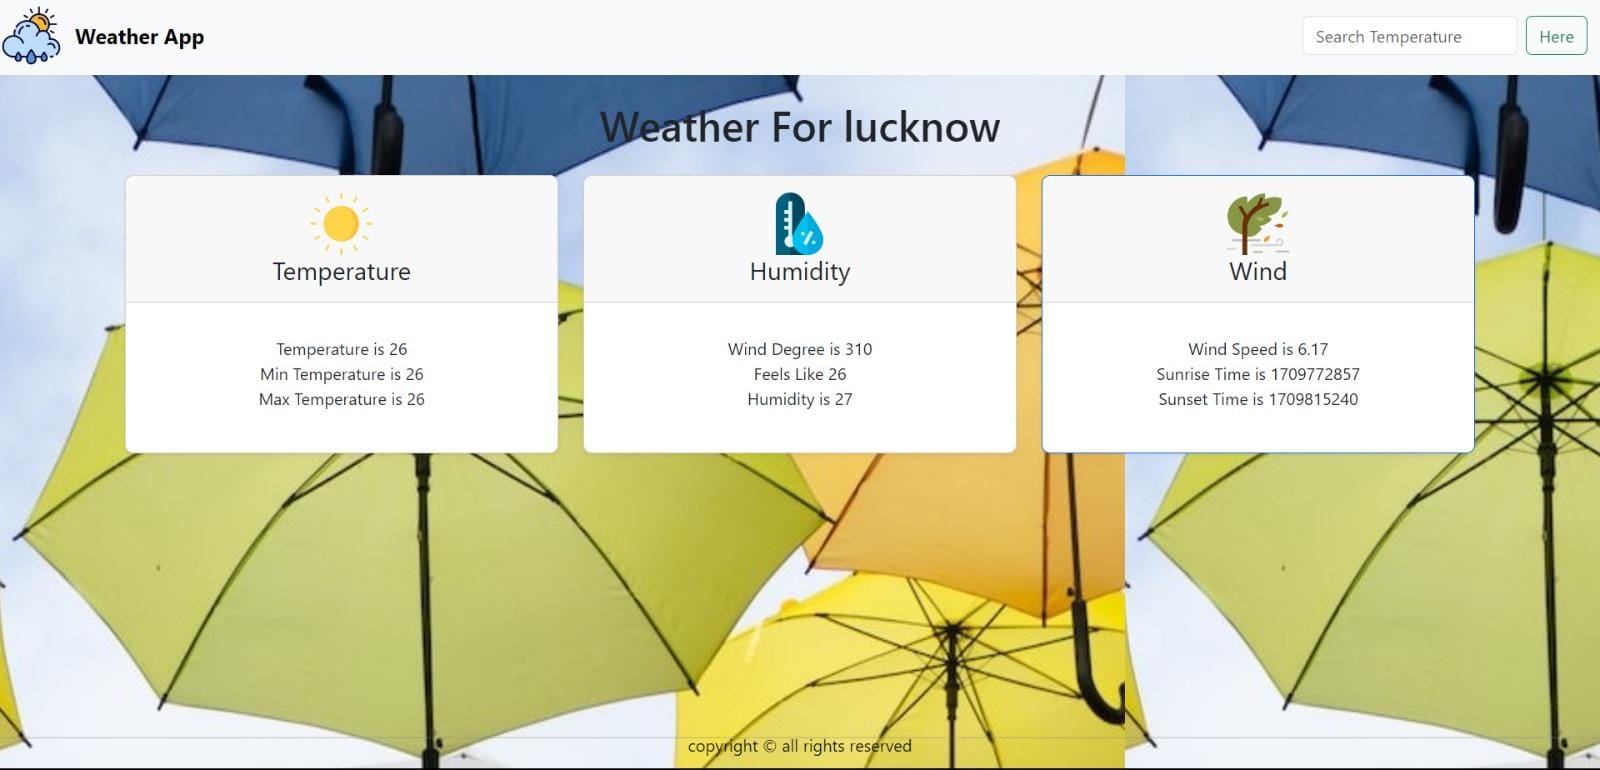 Weather App
Search Temperature
Here
Weather For lucknow
Temperature
Temperature is 26
Min Temperature is 26
Max Temperature is 26
Humidity
Wind Degree is 310
Feels Like 26
Humidity is 27
Wind
Wind Speed is 6.17
Sunrise Time is 1709772857
Sunset Time is 1709815240
copyright © all rights reserved